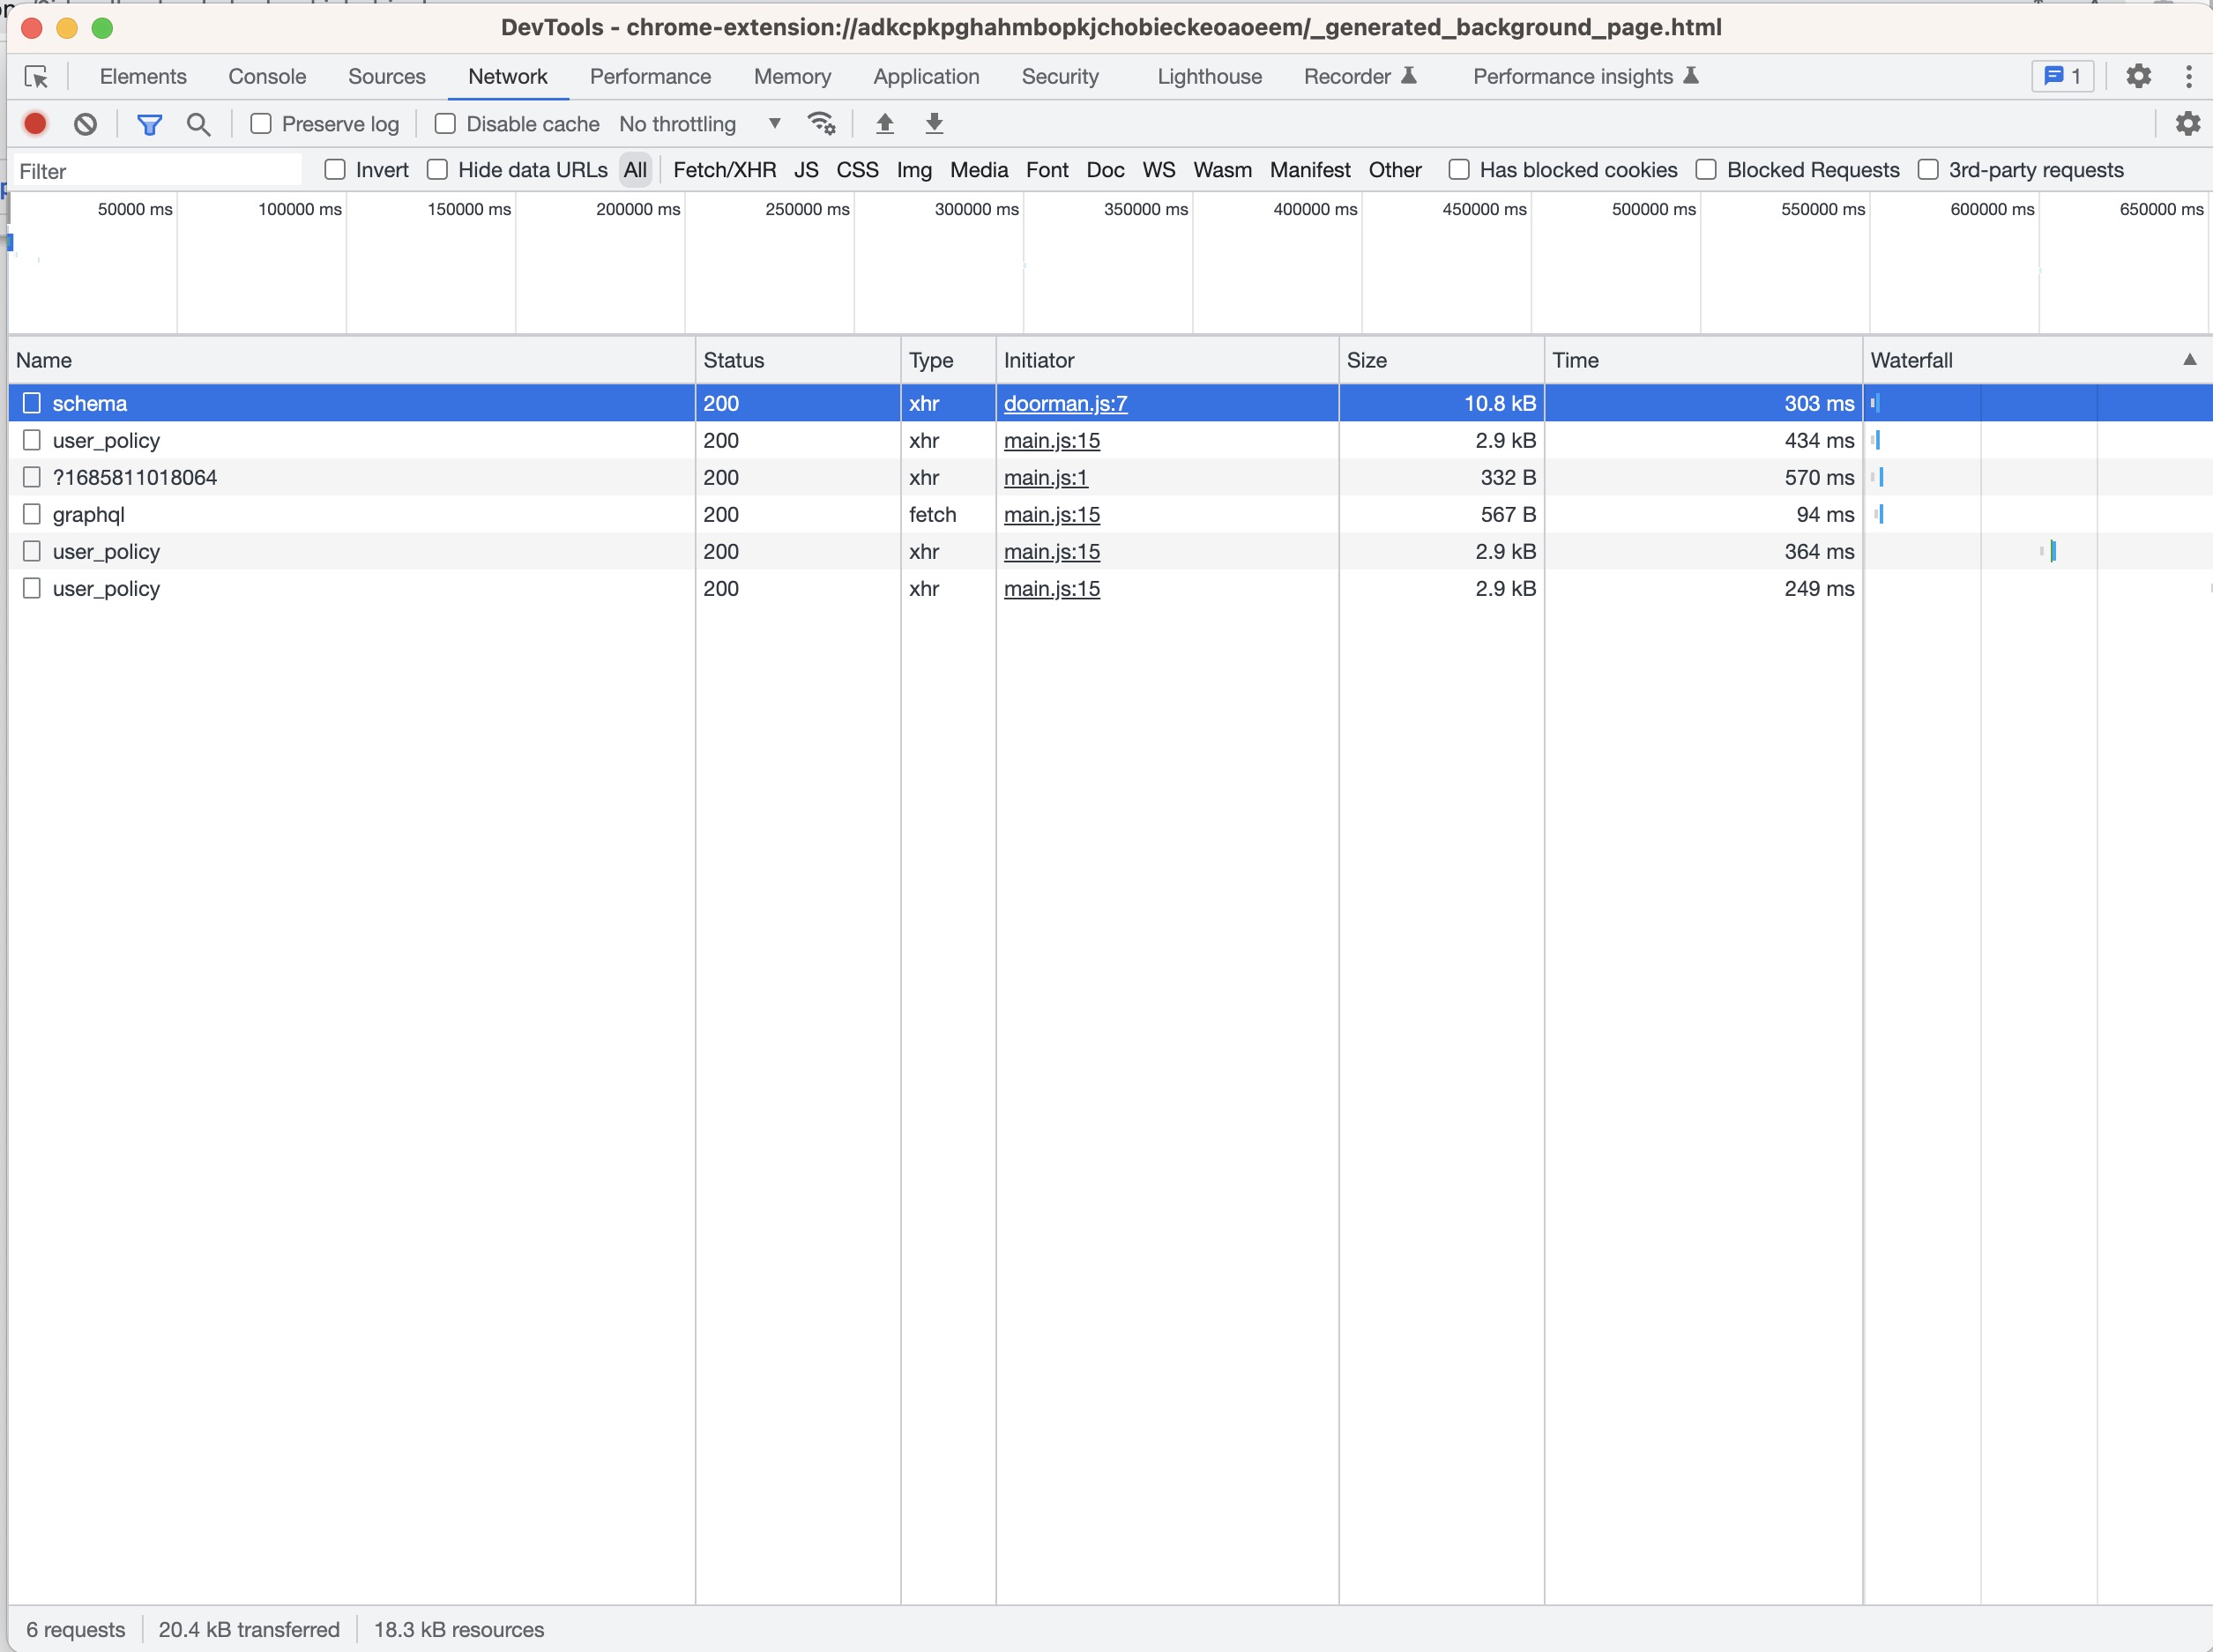 DevTools - chrome-extension://adkcpkpghahmbopkjchobieckeoaoeem/_generated_background_page.html
Elements Console Sources Network Performance Memory Application Security Lighthouse Recorder Performance insights 1
Preserve log Disable cache No throttling
Filter Invert Hide data URLs All Fetch/XHR JS CSS Img Media Font Doc WS Wasm Manifest Other Has blocked cookies Blocked Requests 3rd-party requests
50000 ms 100000 ms 150000 ms 200000 ms 250000 ms 300000 ms 350000 ms 400000 ms 450000 ms 500000 ms 550000 ms 600000 ms 650000 ms
Name Status Type Initiator Size Time Waterfall
schema 200 xhr doorman.js:7 10.8 kB 303 ms
user_policy 200 xhr main.js:15 2.9 kB 434 ms
?1685811018064 200 xhr main.js:1 332 B 570 ms
graphql 200 fetch main.js:15 567 B 94 ms
user_policy 200 xhr main.js:15 2.9 kB 364 ms
user_policy 200 xhr main.js:15 2.9 kB 249 ms
6 requests 20.4 kB transferred 18.3 kB resources